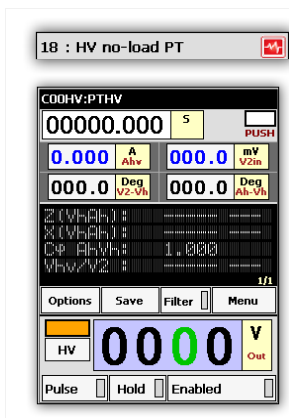 18 : HV no-load PT
COOHV:PTHV
00000.000 S
PUSH
0.000 A Ahv 000.0 mV V2in
000.0 Deg V2-Vh 000.0 Deg Ah-Vh
Z(VhAh):
X(VhAh):
Cφ AhVh: 1.000
Vhv/V2 :
1/1
Options Save Filter Menu
HV 0000 V Out
Pulse Hold Enabled